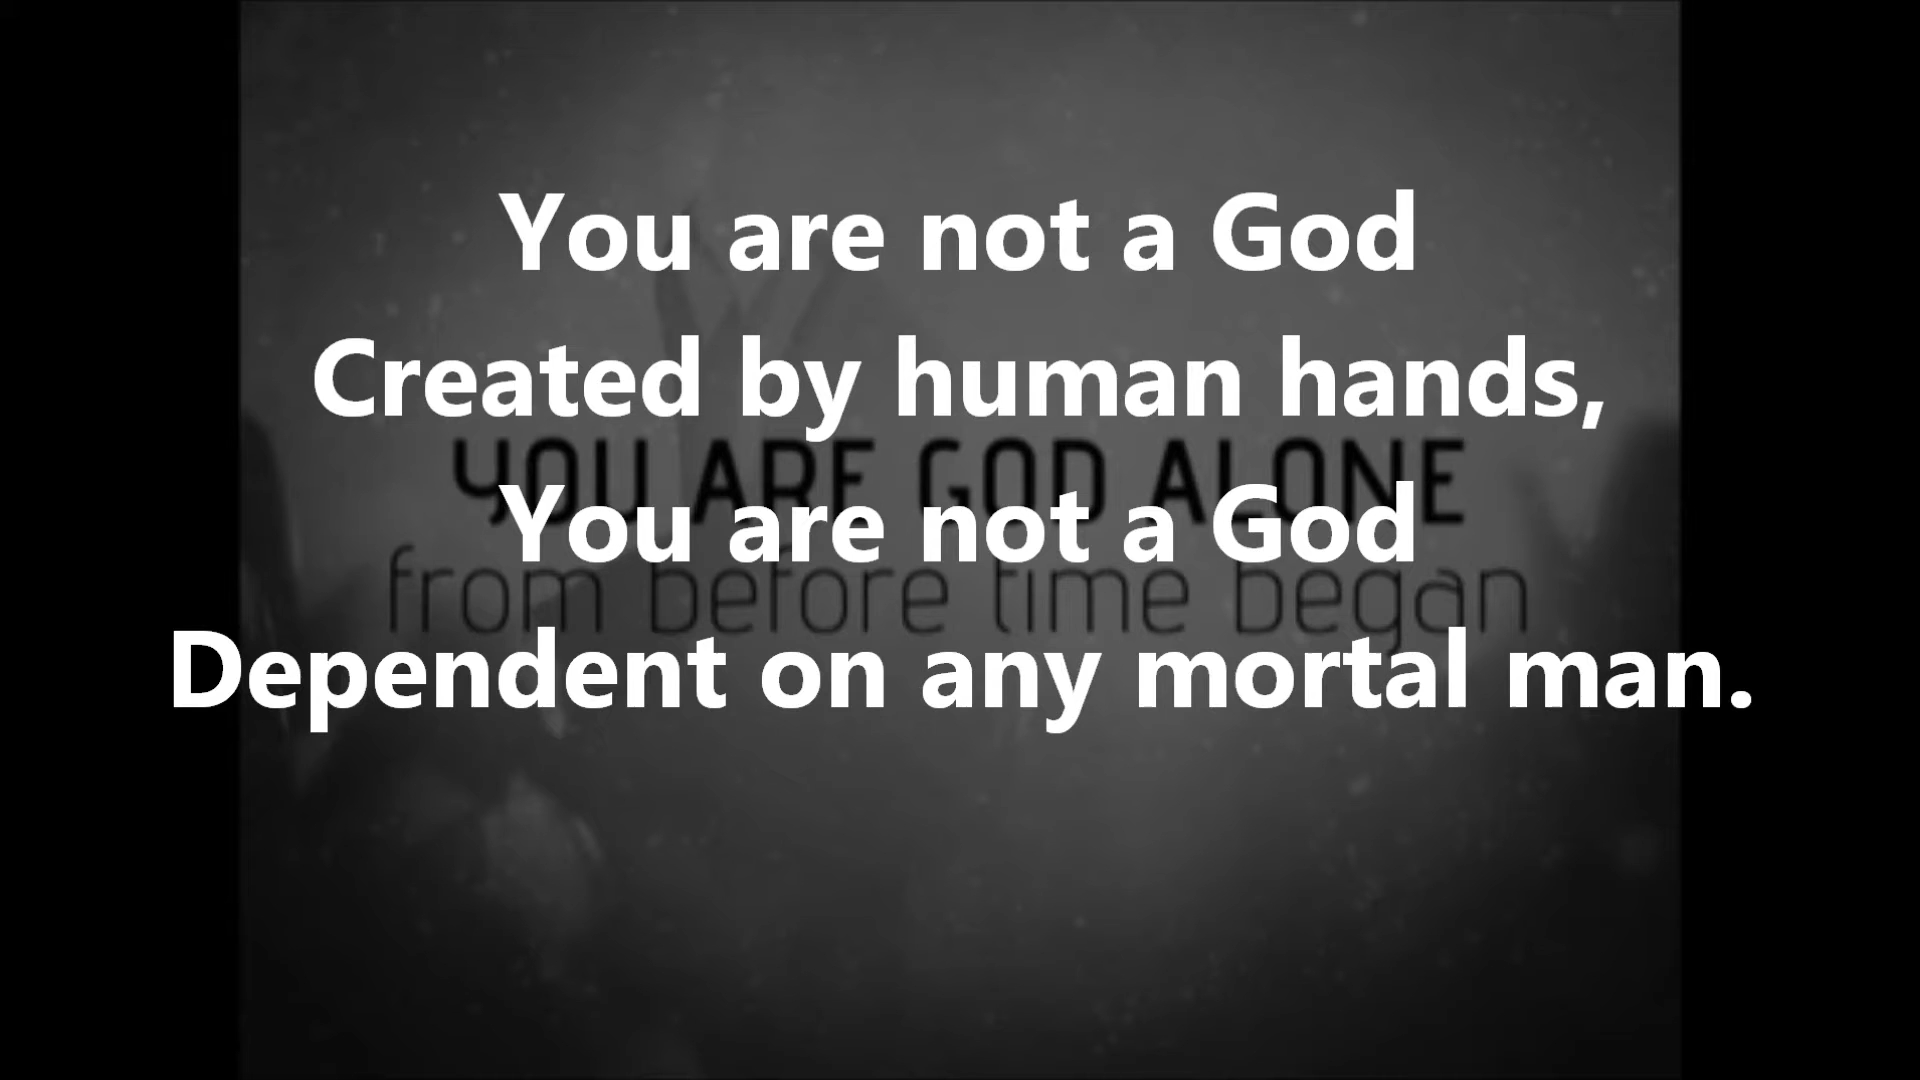 You are not a God
Created by human hands,
YOU ARE GOD ALONE
You are not a God
from before time began
Dependent on any mortal man.